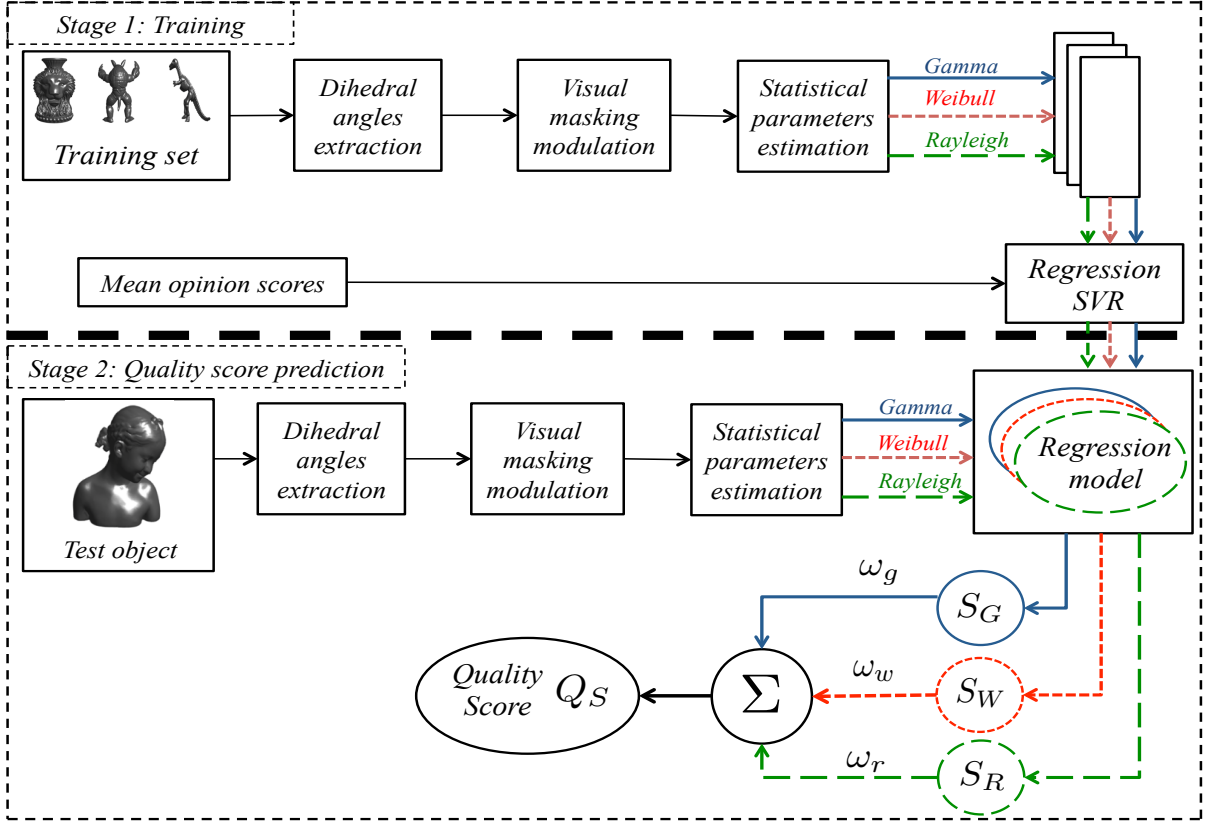 Stage 1: Training
Training set
Dihedral
angles
extraction
Visual
masking
modulation
Statistical
parameters
estimation
Gamma
Weibull
Rayleigh
Mean opinion scores
Regression
SVR
Stage 2: Quality score prediction
Test object
Dihedral
angles
extraction
Visual
masking
modulation
Statistical
parameters
estimation
Gamma
Weibull
Rayleigh
Regression
model
ω_g
S_G
Quality
Score Q_S
Σ
ω_w
S_W
ω_r
S_R